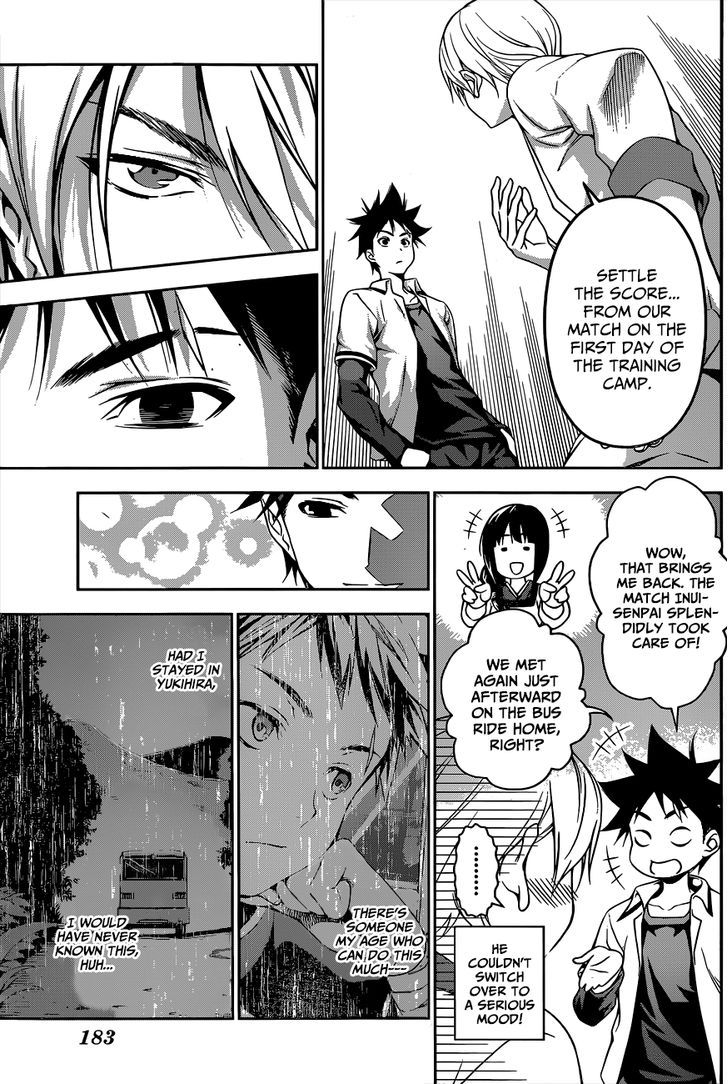 SETTLE
THE SCORE...
FROM OUR
MATCH ON THE
FIRST DAY OF
THE TRAINING
CAMP.
WOW,
THAT BRINGS
ME BACK. THE
MATCH INUI-
SENPAI SPLEN-
DIDLY TOOK
CARE OF!
WE MET
AGAIN JUST
AFTERWARD
ON THE BUS
RIDE HOME,
RIGHT?
.........
HE
COULDN'T
SWITCH
OVER TO
A SERIOUS
MOOD!
THERE'S
SOMEONE
MY AGE WHO
CAN DO THIS
MUCH---
HAD I
STAYED IN
YUKIHIRA,
I WOULD
HAVE NEVER
KNOWN THIS,
HUH...
183